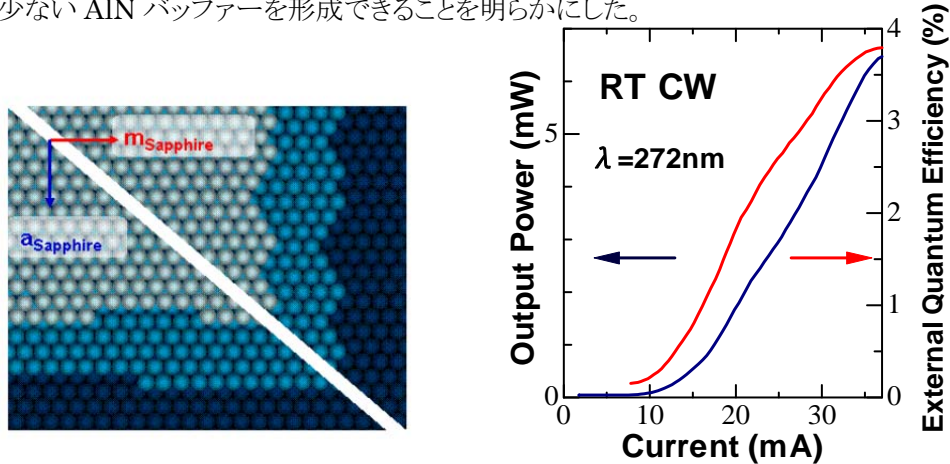 少ない AlN バッファーを形成できることを明らかにした。
mSapphire
aSapphire
RT CW
λ=272nm
Output Power (mW)
5
0
0
10
20
30
Current (mA)
4
3
2
1
0
External Quantum Efficiency (%)